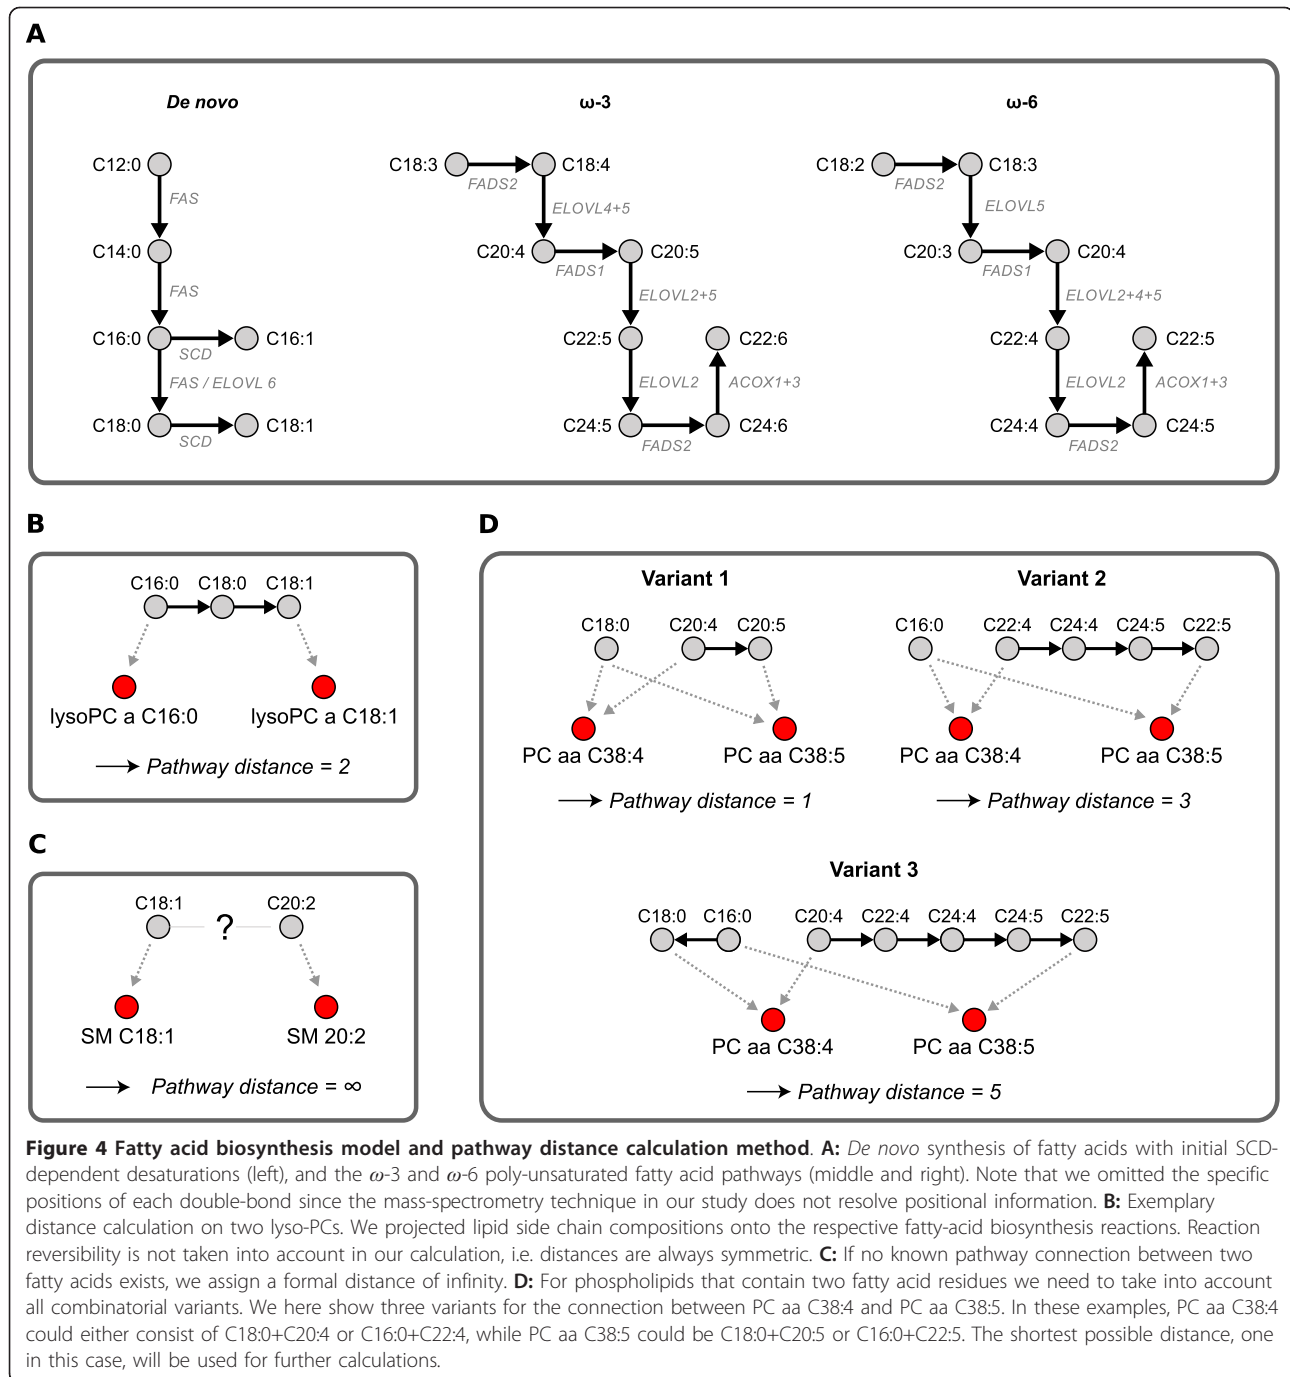 A
De novo
ω-3
ω-6
C12:0
FAS
C14:0
FAS
C16:0
C16:1
SCD
FAS / ELOVL 6
C18:0
C18:1
SCD
C18:3
C18:4
FADS2
ELOVL4+5
C20:4
C20:5
FADS1
ELOVL2+5
C22:5
C22:6
ELOVL2
ACOX1+3
C24:5
C24:6
FADS2
C18:2
C18:3
FADS2
ELOVL5
C20:3
C20:4
FADS1
ELOVL2+4+5
C22:4
C22:5
ELOVL2
ACOX1+3
C24:4
C24:5
FADS2
B
C16:0 C18:0 C18:1
lysoPC a C16:0 lysoPC a C18:1
Pathway distance = 2
C
C18:1 C20:2
?
SM C18:1 SM 20:2
Pathway distance = ∞
D
Variant 1
C18:0 C20:4 C20:5
PC aa C38:4 PC aa C38:5
Pathway distance = 1
Variant 2
C16:0 C22:4 C24:4 C24:5 C22:5
PC aa C38:4 PC aa C38:5
Pathway distance = 3
Variant 3
C18:0 C16:0 C20:4 C22:4 C24:4 C24:5 C22:5
PC aa C38:4 PC aa C38:5
Pathway distance = 5
Figure 4 Fatty acid biosynthesis model and pathway distance calculation method. A: De novo synthesis of fatty acids with initial SCD-
dependent desaturations (left), and the ω-3 and ω-6 poly-unsaturated fatty acid pathways (middle and right). Note that we omitted the specific
positions of each double-bond since the mass-spectrometry technique in our study does not resolve positional information. B: Exemplary
distance calculation on two lyso-PCs. We projected lipid side chain compositions onto the respective fatty-acid biosynthesis reactions. Reaction
reversibility is not taken into account in our calculation, i.e. distances are always symmetric. C: If no known pathway connection between two
fatty acids exists, we assign a formal distance of infinity. D: For phospholipids that contain two fatty acid residues we need to take into account
all combinatorial variants. We here show three variants for the connection between PC aa C38:4 and PC aa C38:5. In these examples, PC aa C38:4
could either consist of C18:0+C20:4 or C16:0+C22:4, while PC aa C38:5 could be C18:0+C20:5 or C16:0+C22:5. The shortest possible distance, one
in this case, will be used for further calculations.